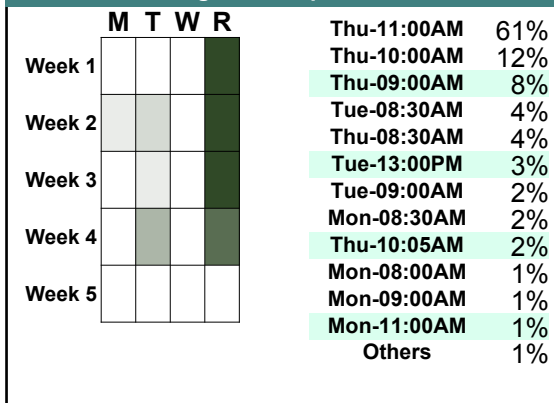 M T W R
Week 1
Week 2
Week 3
Week 4
Week 5
Thu-11:00AM 61%
Thu-10:00AM 12%
Thu-09:00AM 8%
Tue-08:30AM 4%
Thu-08:30AM 4%
Tue-13:00PM 3%
Tue-09:00AM 2%
Mon-08:30AM 2%
Thu-10:05AM 2%
Mon-08:00AM 1%
Mon-09:00AM 1%
Mon-11:00AM 1%
Others 1%